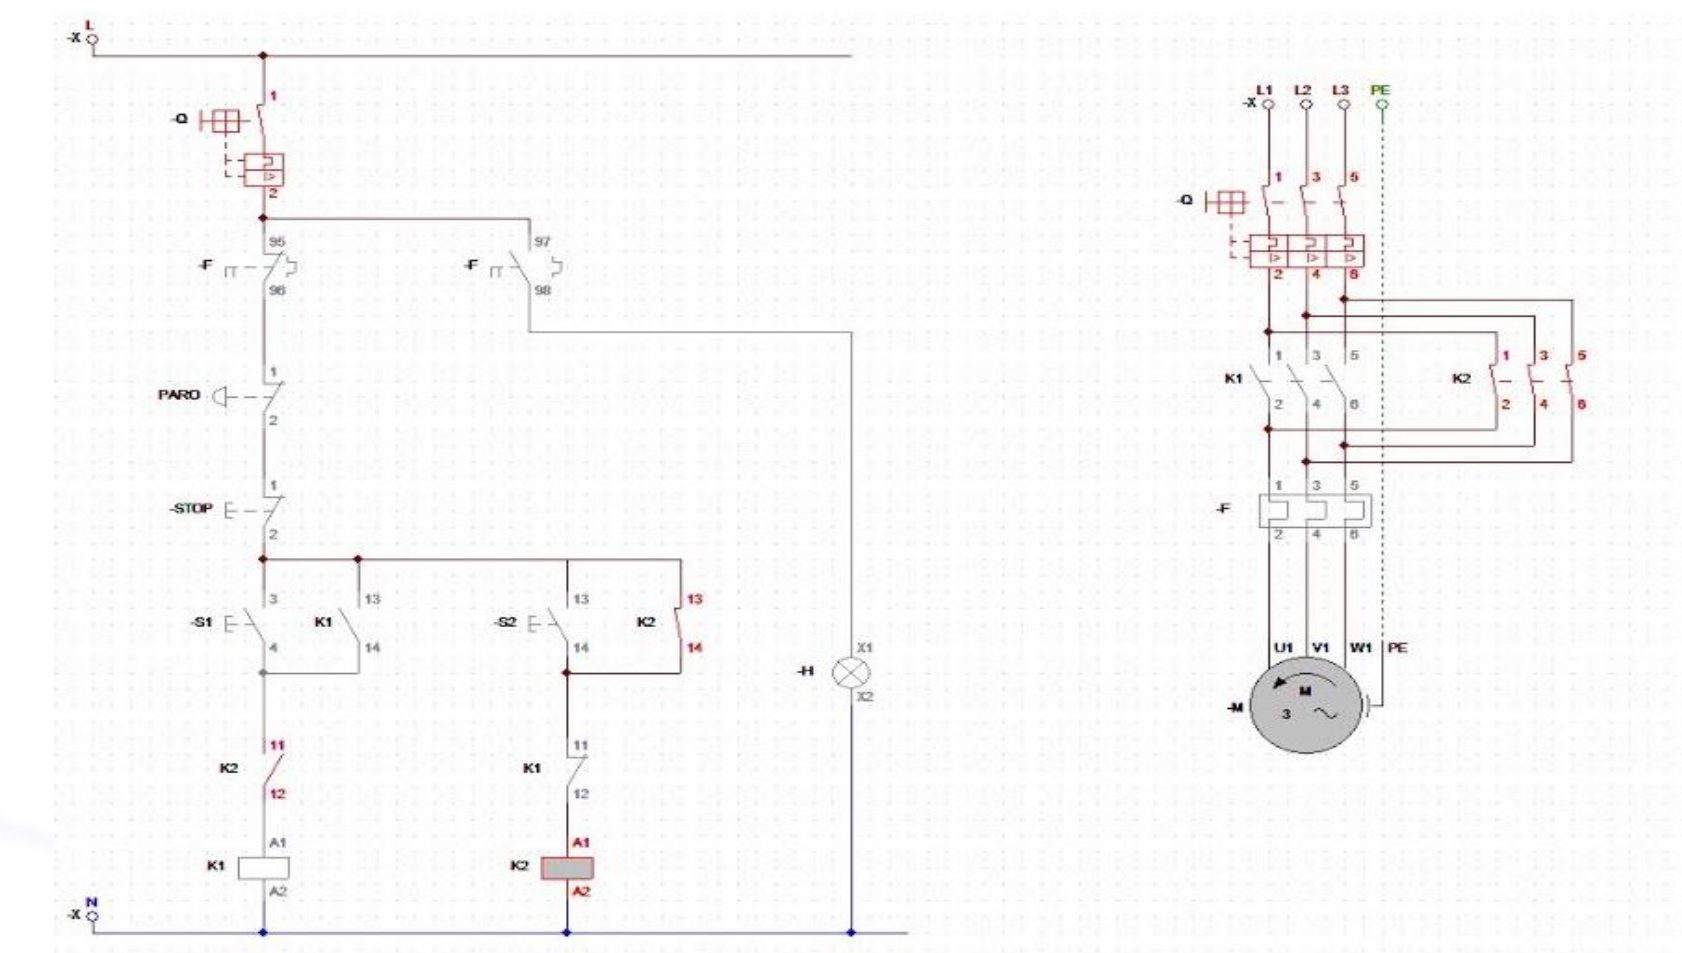 L
-X
1
-Q
2
95
-F
96
97
-F
98
1
PARO
2
1
-STOP
2
3
-S1
4
13
K1
14
13
-S2
14
13
K2
14
X1
-H
X2
11
K2
12
11
K1
12
A1
K1
A2
A1
K2
A2
N
-X
L1 L2 L3 PE
-X
1 3 5
-Q
2 4 6
1 3 5
K1
2 4 6
1 3 5
K2
2 4 6
1 3 5
-F
2 4 6
U1 V1 W1 PE
M
-M
3